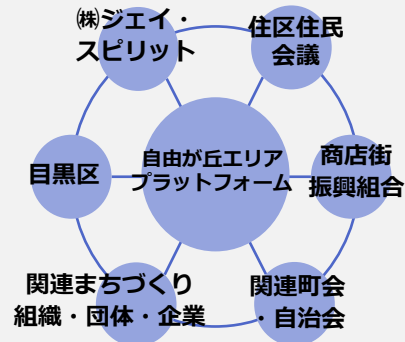 ㈱ジェイ・
スピリット
住区住民
会議
自由が丘エリア
プラットフォーム
目黒区
商店街
振興組合
関連まちづくり
組織・団体・企業
関連町会
・自治会